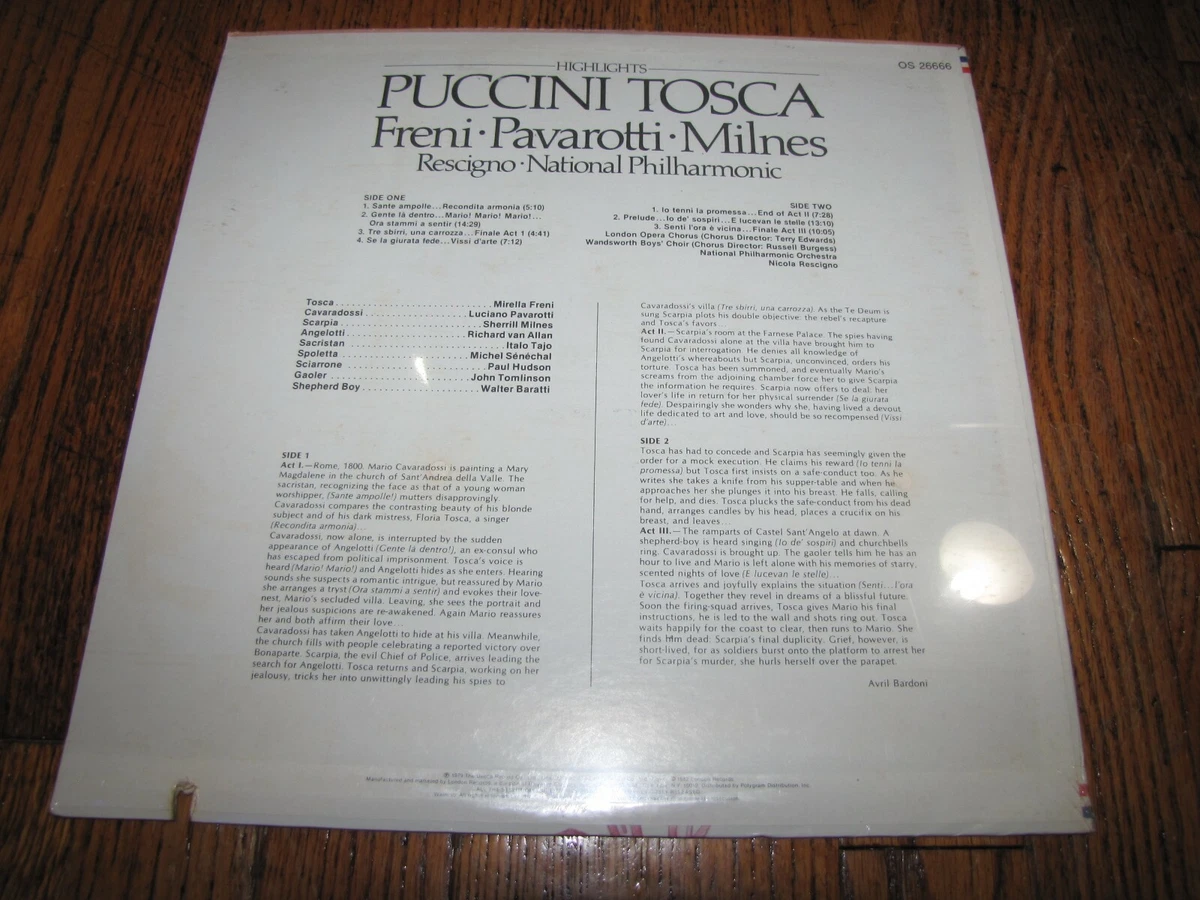 HIGHLIGHTS
OS 26666
PUCCINI TOSCA
Freni · Pavarotti · Milnes
Rescigno · National Philharmonic
SIDE ONE
1. Sante ampolle...Recondita armonia (5:10)
2. Gente là dentro...Mario! Mario! Mario!...
Ora stammi a sentir (14:29)
3. Tre sbirri, una carrozza...Finale Act 1 (4:41)
4. Se la giurata fede...Vissi d'arte (7:12)
SIDE TWO
1. Io tenni la promessa...End of Act II (7:28)
2. Prelude...Io de' sospiri...E lucevan le stelle (13:10)
3. Senti l'ora è vicina...Finale Act III (10:05)
London Opera Chorus (Chorus Director: Terry Edwards)
Wandsworth Boys' Choir (Chorus Director: Russell Burgess)
National Philharmonic Orchestra
Nicola Rescigno
Tosca ........ Mirella Freni
Cavaradossi ........ Luciano Pavarotti
Scarpia ........ Sherrill Milnes
Angelotti ........ Richard van Allan
Sacristan ........ Italo Tajo
Spoletta ........ Michel Sénéchal
Sciarrone ........ Paul Hudson
Gaoler ........ John Tomlinson
Shepherd Boy ........ Walter Baratti
SIDE 1
Act I.—Rome, 1800. Mario Cavaradossi is painting a Mary
Magdalene in the church of Sant'Andrea della Valle. The
sacristan, recognizing the face as that of a young woman
worshipper, (Sante ampolle!) mutters disapprovingly.
Cavaradossi compares the contrasting beauty of his blonde
subject and of his dark mistress, Floria Tosca, a singer
(Recondita armonia)...
Cavaradossi, now alone, is interrupted by the sudden
appearance of Angelotti (Gente là dentro!), an ex-consul who
has escaped from political imprisonment. Tosca's voice is
heard (Mario! Mario!) and Angelotti hides as she enters. Hearing
sounds she suspects a romantic intrigue, but reassured by Mario
she arranges a tryst (Ora stammi a sentir) and evokes their love-
nest, Mario's secluded villa. Leaving, she sees the portrait and
her jealous suspicions are re-awakened. Again Mario reassures
her and both affirm their love...
Cavaradossi has taken Angelotti to hide at his villa. Meanwhile,
the church fills with people celebrating a reported victory over
Bonaparte. Scarpia, the evil Chief of Police, arrives leading the
search for Angelotti. Tosca returns and Scarpia, working on her
jealousy, tricks her into unwittingly leading his spies to
Cavaradossi's villa (Tre sbirri, una carrozza). As the Te Deum is
sung Scarpia plots his double objective: the rebel's recapture
and Tosca's favors...
Act II.—Scarpia's room at the Farnese Palace. The spies having
found Cavaradossi alone at the villa have brought him to
Scarpia for interrogation. He denies all knowledge of
Angelotti's whereabouts but Scarpia, unconvinced, orders his
torture. Tosca has been summoned, and eventually Mario's
screams from the adjoining chamber force her to give Scarpia
the information he requires. Scarpia now offers to deal: her
lover's life in return for her physical surrender (Se la giurata
fede). Despairingly she wonders why she, having lived a devout
life dedicated to art and love, should be so recompensed (Vissi
d'arte)...
SIDE 2
Tosca has had to concede and Scarpia has seemingly given the
order for a mock execution. He claims his reward (Io tenni la
promessa) but Tosca first insists on a safe-conduct too. As he
writes she takes a knife from his supper-table and when he
approaches her she plunges it into his breast. He falls, calling
for help, and dies. Tosca plucks the safe-conduct from his dead
hand, arranges candles by his head, places a crucifix on his
breast, and leaves...
Act III.—The ramparts of Castel Sant'Angelo at dawn. A
shepherd-boy is heard singing (Io de' sospiri) and churchbells
ring. Cavaradossi is brought up. The gaoler tells him he has an
hour to live and Mario is left alone with his memories of starry,
scented nights of love (E lucevan le stelle)...
Tosca arrives and joyfully explains the situation (Senti...l'ora
è vicina). Together they revel in dreams of a blissful future.
Soon the firing-squad arrives, Tosca gives Mario his final
instructions, he is led to the wall and shots ring out. Tosca
waits happily for the coast to clear, then runs to Mario. She
finds him dead: Scarpia's final duplicity. Grief, however, is
short-lived, for as soldiers burst onto the platform to arrest her
for Scarpia's murder, she hurls herself over the parapet.
Avril Bardoni